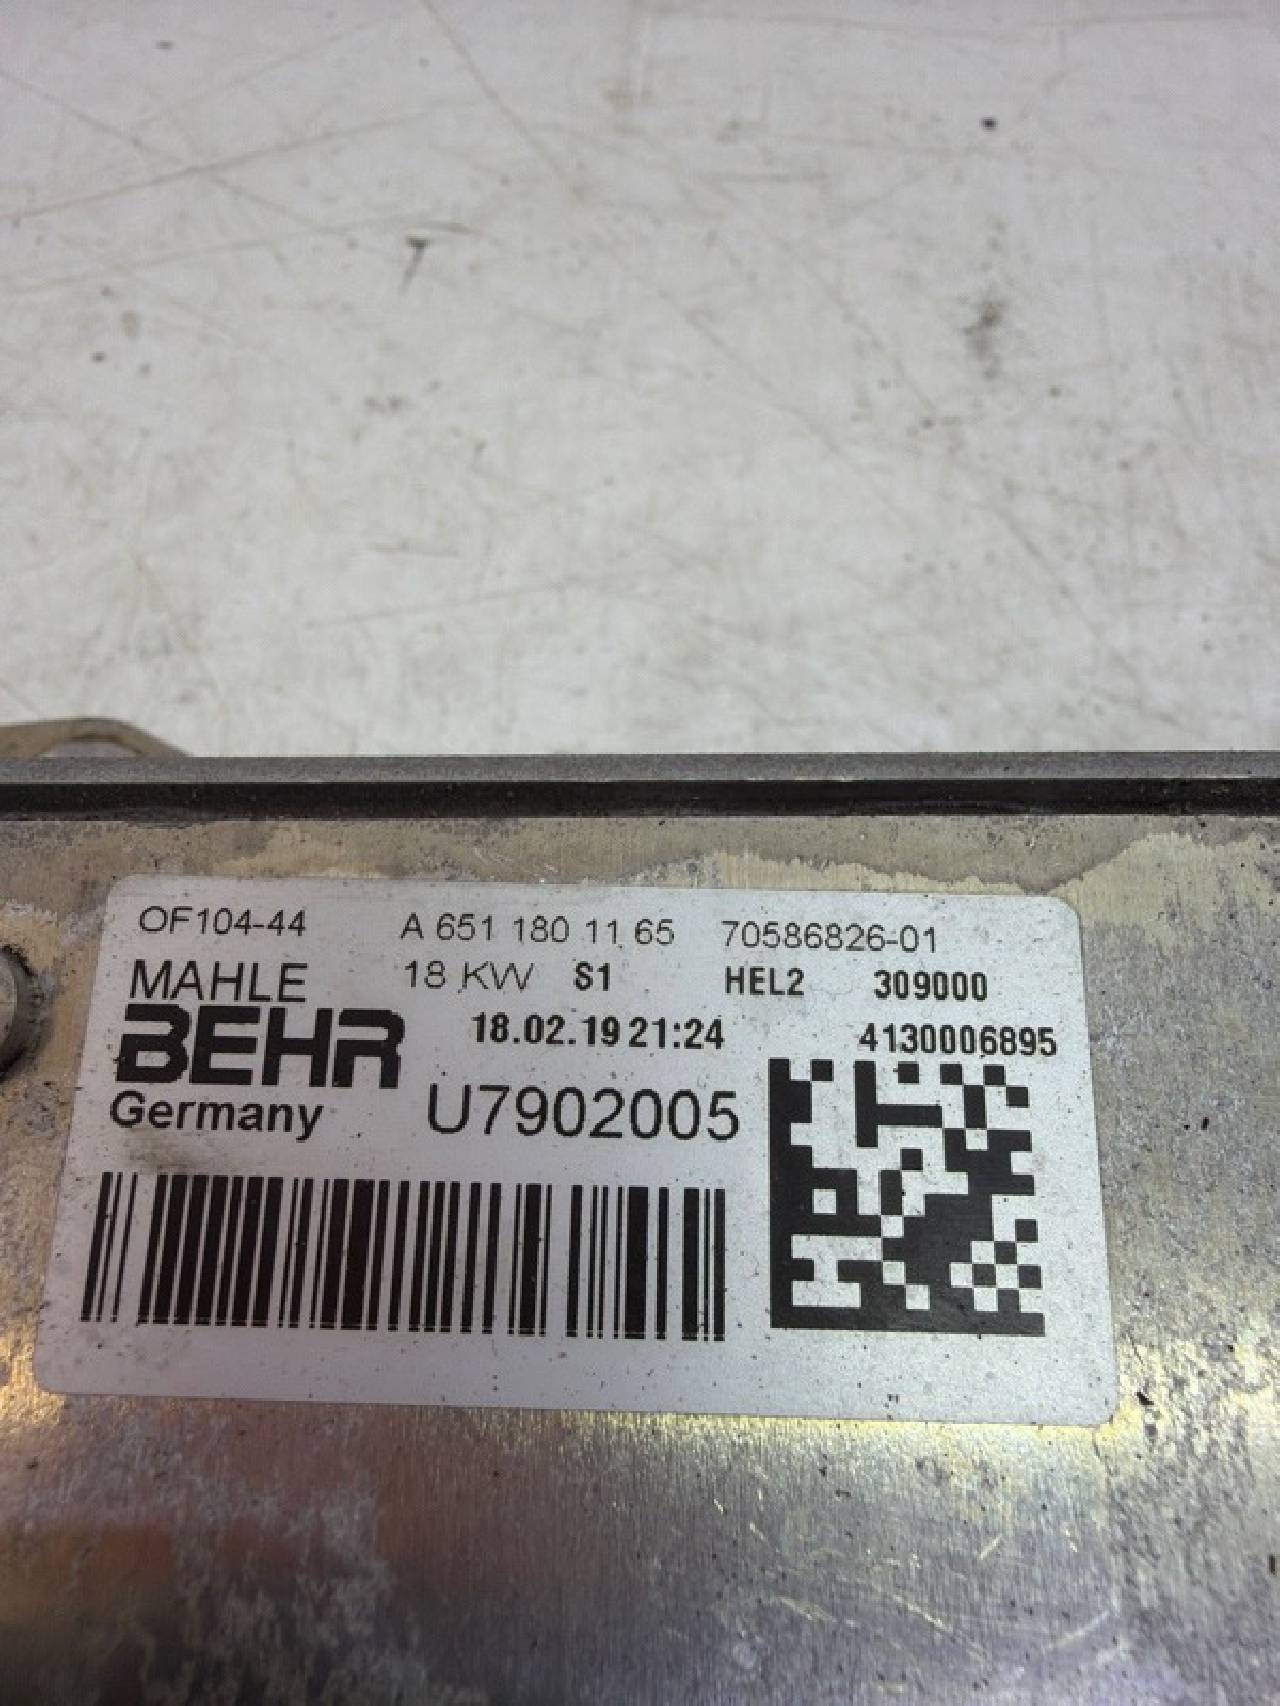 OF104-44 A 651 180 11 65 70586826-01
MAHLE 18 KW S1 HEL2 309000
BEHR 18.02.19 21:24 4130006895
Germany U7902005